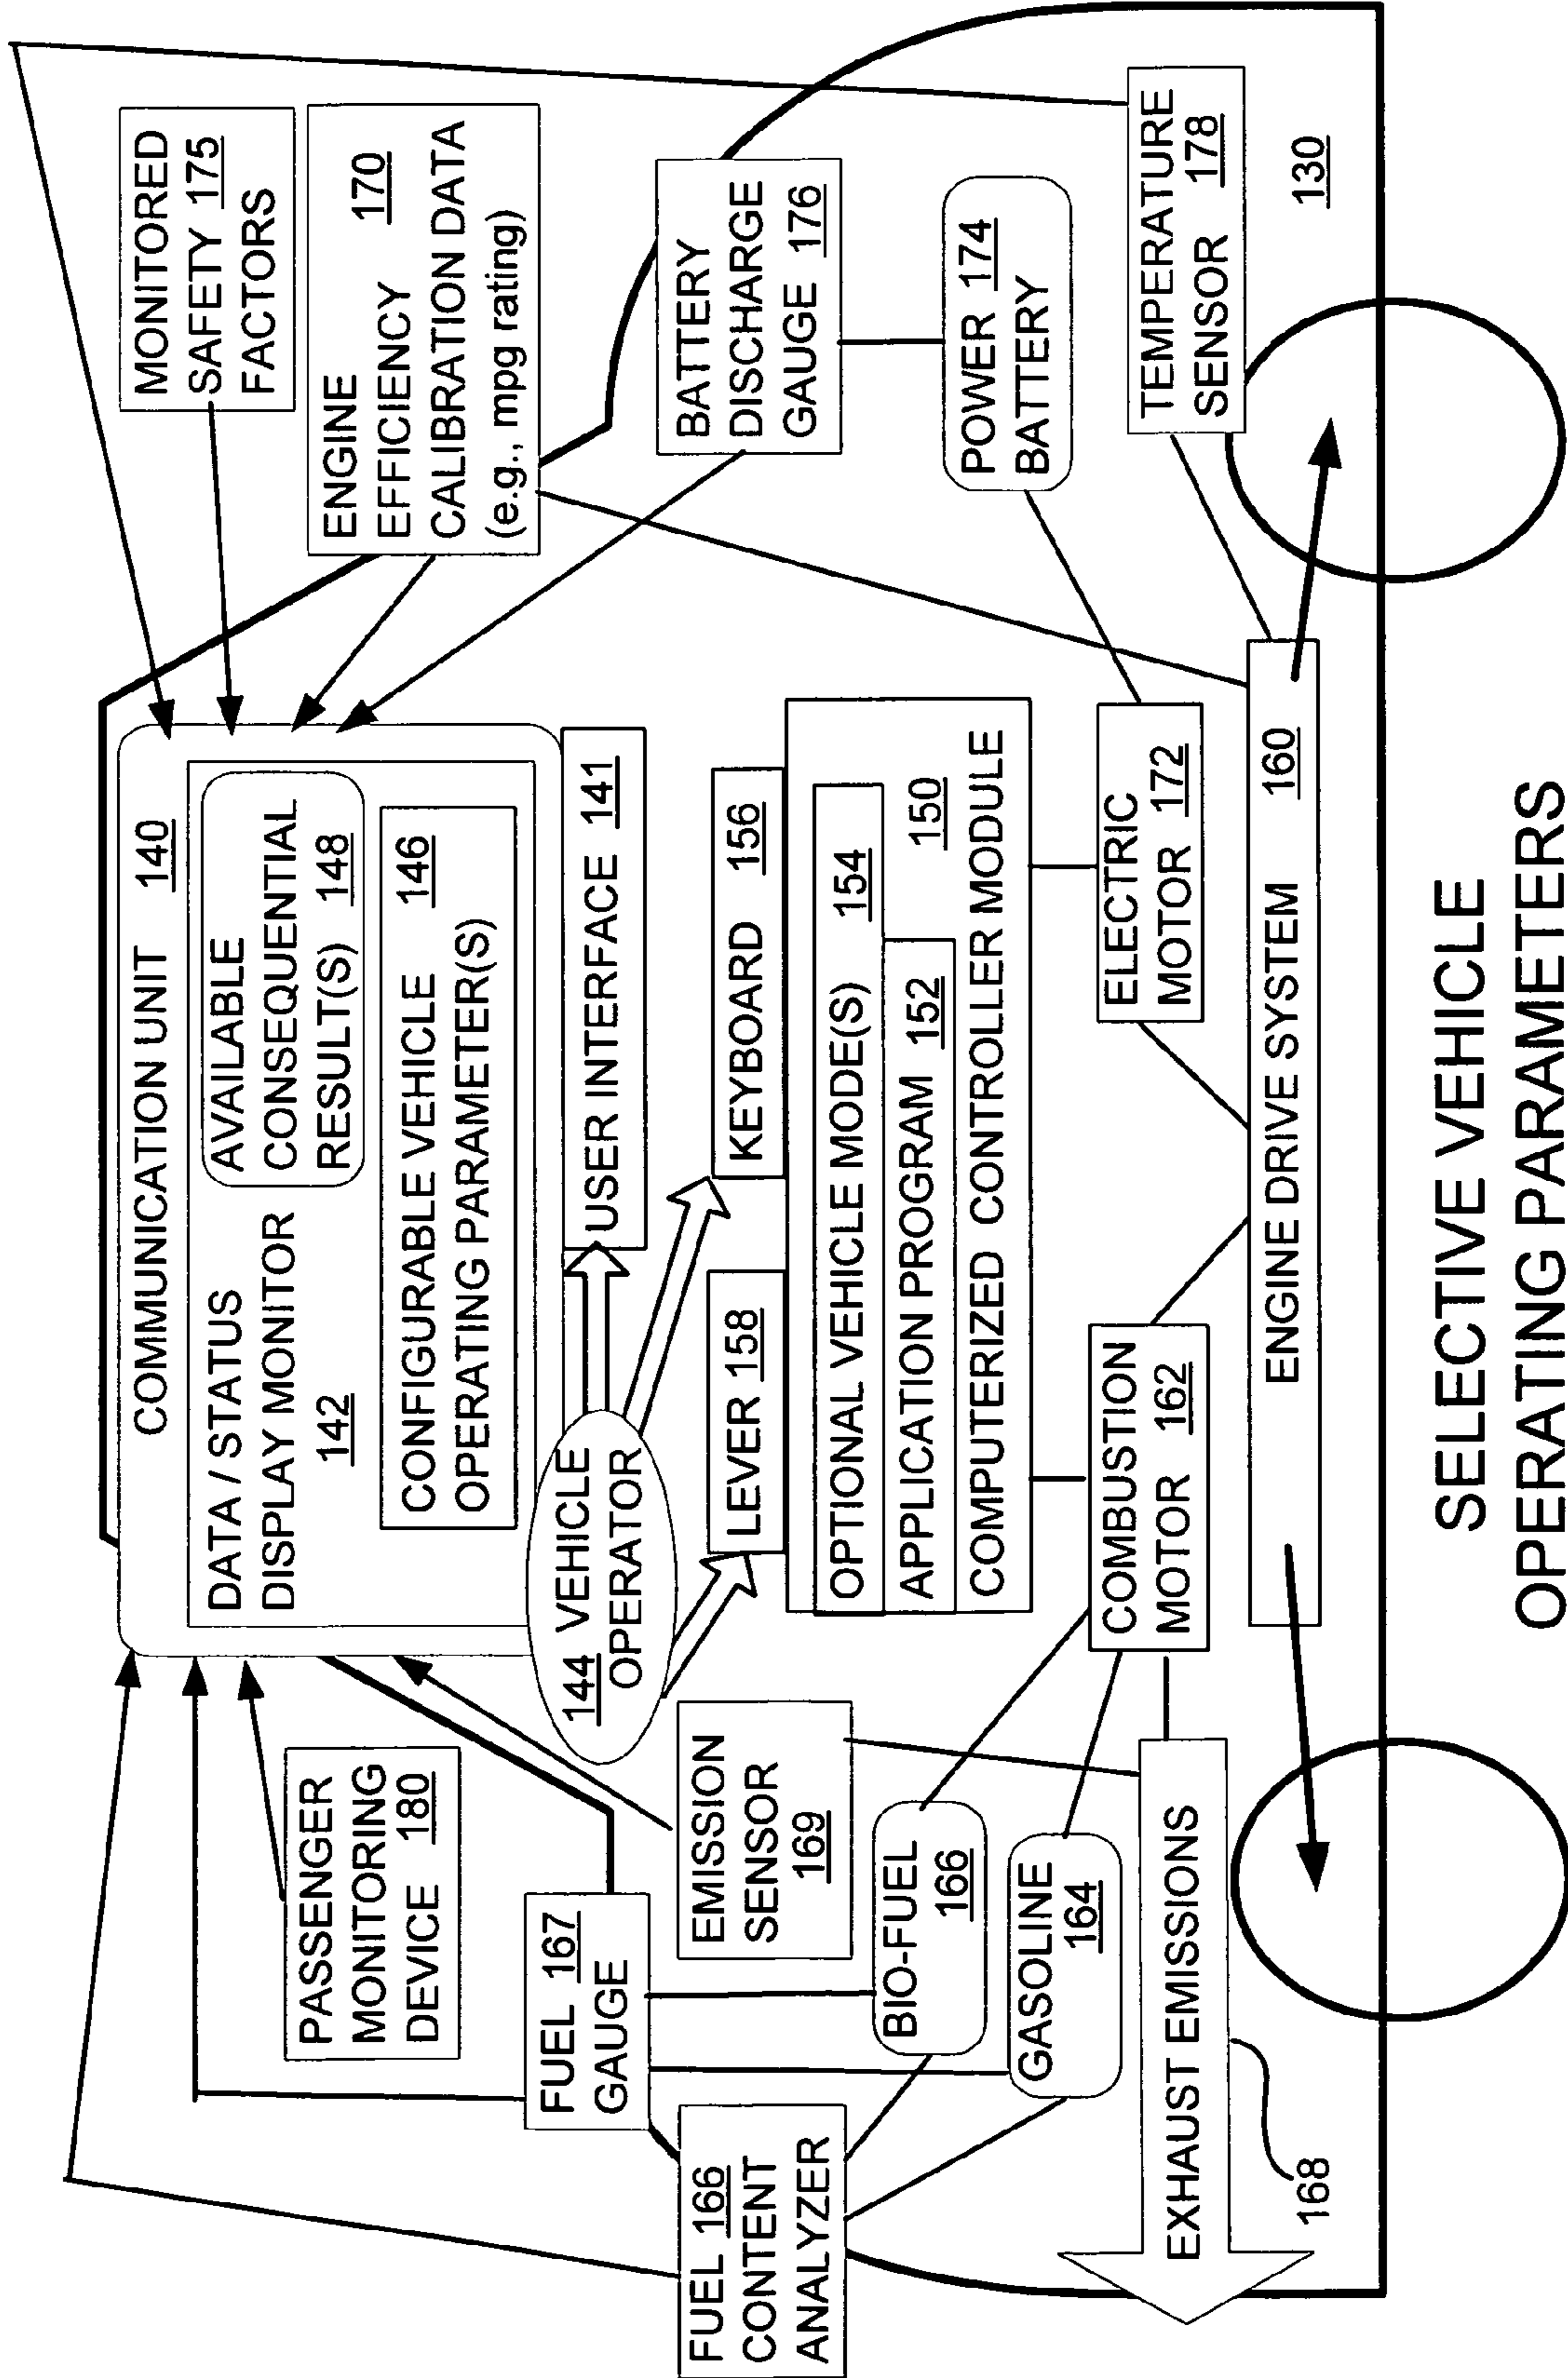 COMMUNICATION UNIT 140
DATA / STATUS
DISPLAY MONITOR
142
AVAILABLE
CONSEQUENTIAL
RESULT(S) 148
CONFIGURABLE VEHICLE 146
OPERATING PARAMETER(S)
USER INTERFACE 141
144 VEHICLE
OPERATOR
LEVER 158
KEYBOARD 156
OPTIONAL VEHICLE MODE(S) 154
APPLICATION PROGRAM 152
150
COMPUTERIZED CONTROLLER MODULE
PASSENGER
MONITORING
DEVICE 180
FUEL 167
GAUGE
FUEL 166
CONTENT
ANALYZER
EMISSION
SENSOR
169
BIO-FUEL
166
GASOLINE
164
EXHAUST EMISSIONS
168
COMBUSTION
MOTOR 162
ELECTRIC
MOTOR 172
ENGINE DRIVE SYSTEM 160
MONITORED
SAFETY 175
FACTORS
ENGINE
EFFICIENCY 170
CALIBRATION DATA
(e.g., mpg rating)
BATTERY
DISCHARGE
GAUGE 176
POWER 174
BATTERY
TEMPERATURE
SENSOR 178
130
SELECTIVE VEHICLE
OPERATING PARAMETERS